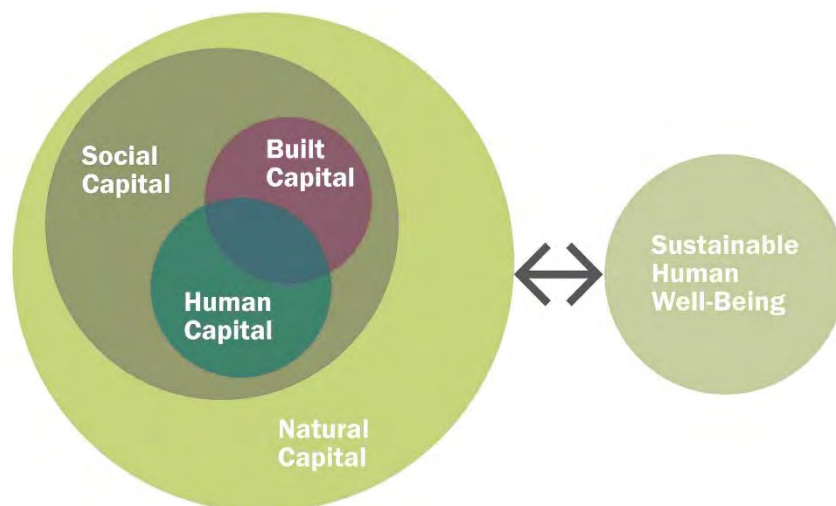 Social
Capital
Built
Capital
Human
Capital
Natural
Capital
Sustainable
Human
Well-Being